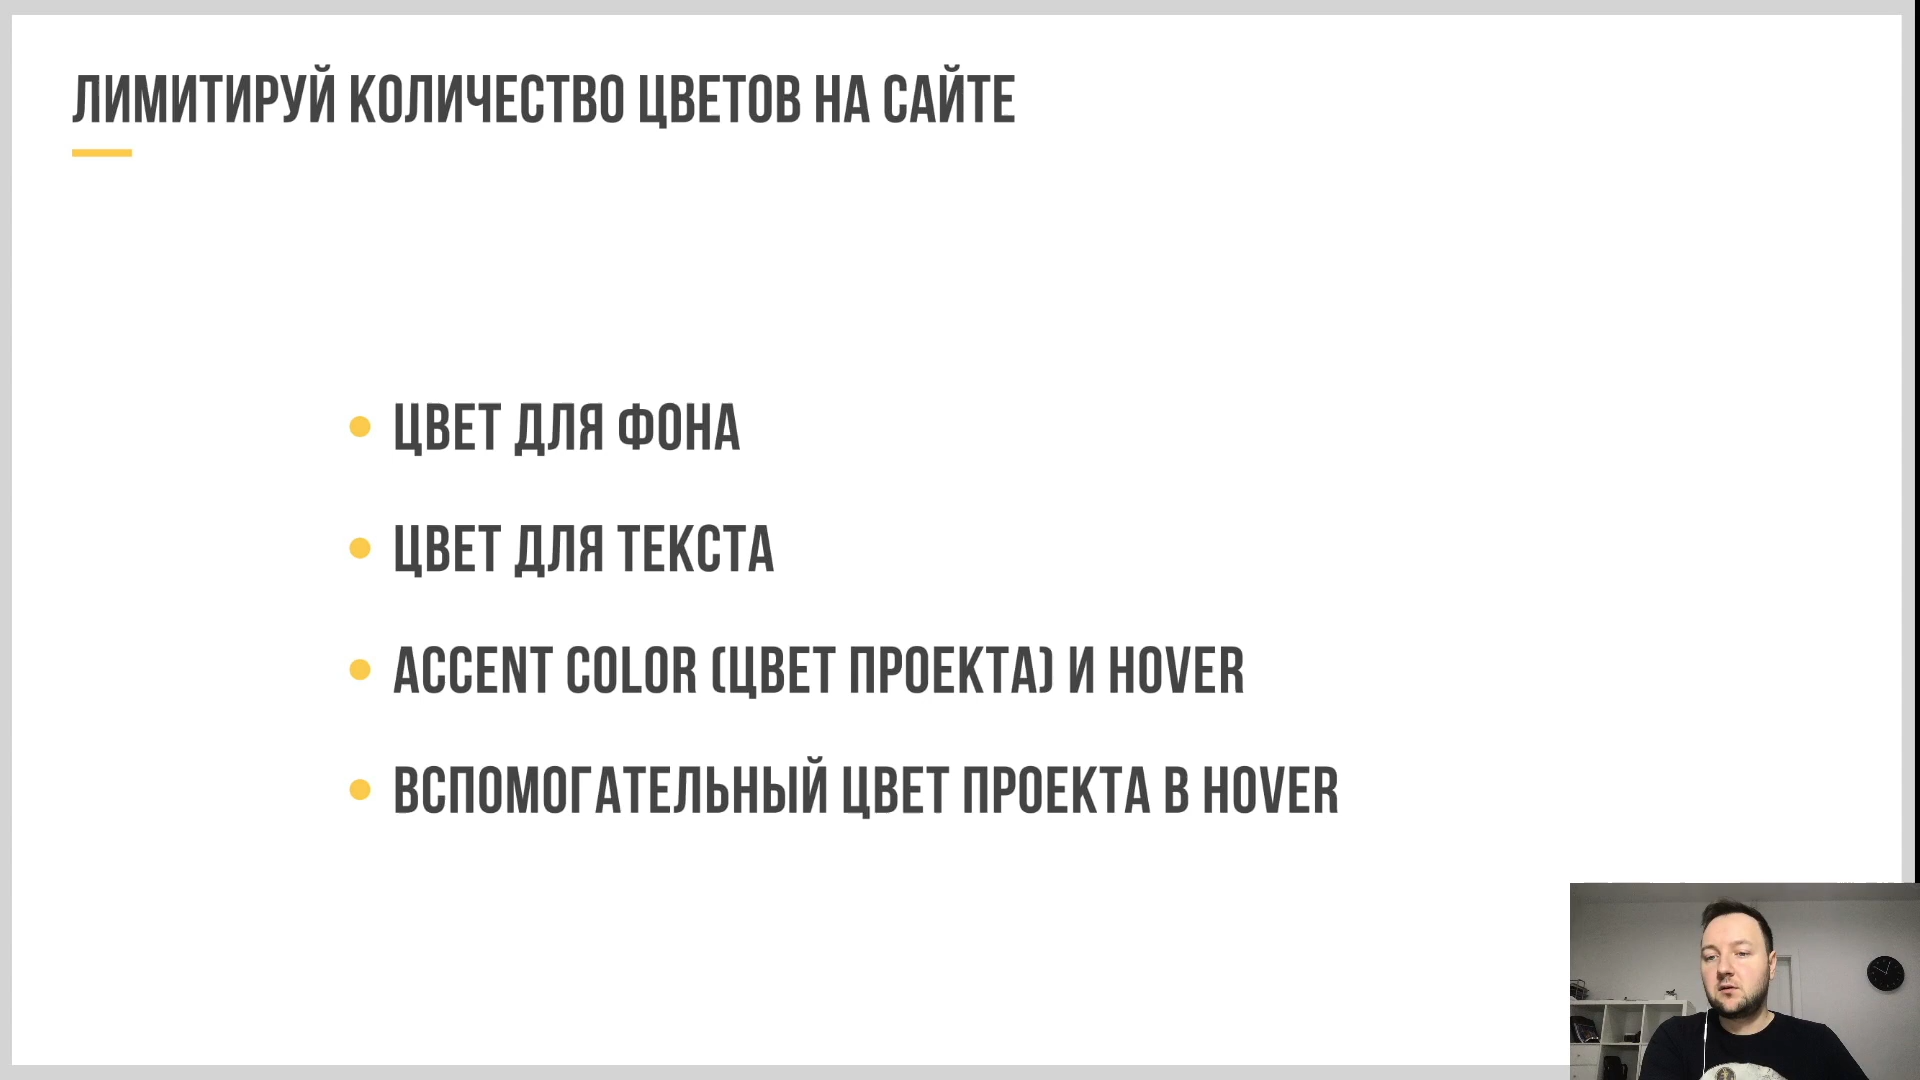 ЛИМИТИРУЙ КОЛИЧЕСТВО ЦВЕТОВ НА САЙТЕ
ЦВЕТ ДЛЯ ФОНА
ЦВЕТ ДЛЯ ТЕКСТА
ACCENT COLOR (ЦВЕТ ПРОЕКТА) И HOVER
ВСПОМОГАТЕЛЬНЫЙ ЦВЕТ ПРОЕКТА В HOVER